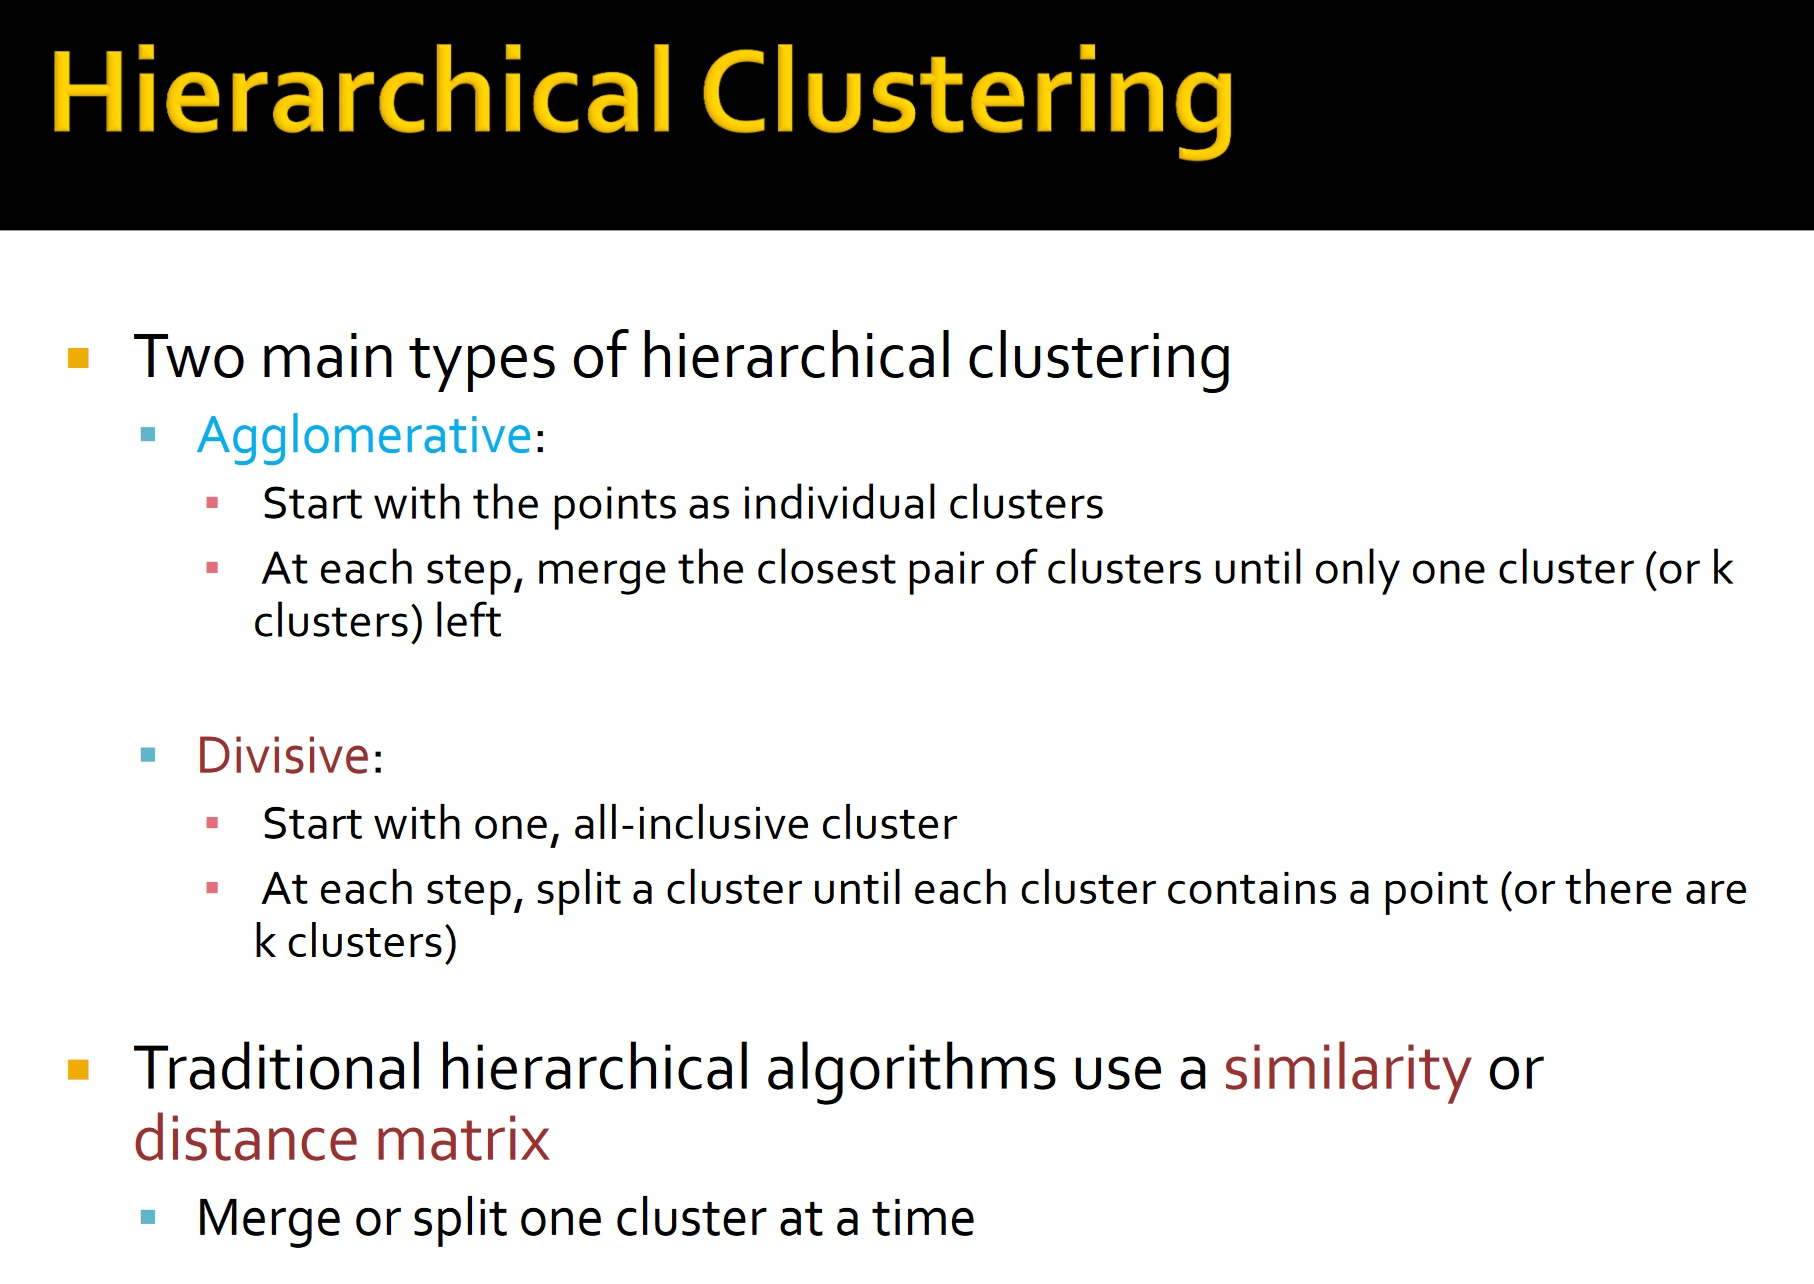 Hierarchical Clustering
Two main types of hierarchical clustering
Agglomerative:
Start with the points as individual clusters
At each step, merge the closest pair of clusters until only one cluster (or k
clusters) left
Divisive:
Start with one, all-inclusive cluster
At each step, split a cluster until each cluster contains a point (or there are
k clusters)
Traditional hierarchical algorithms use a similarity or
distance matrix
Merge or split one cluster at a time